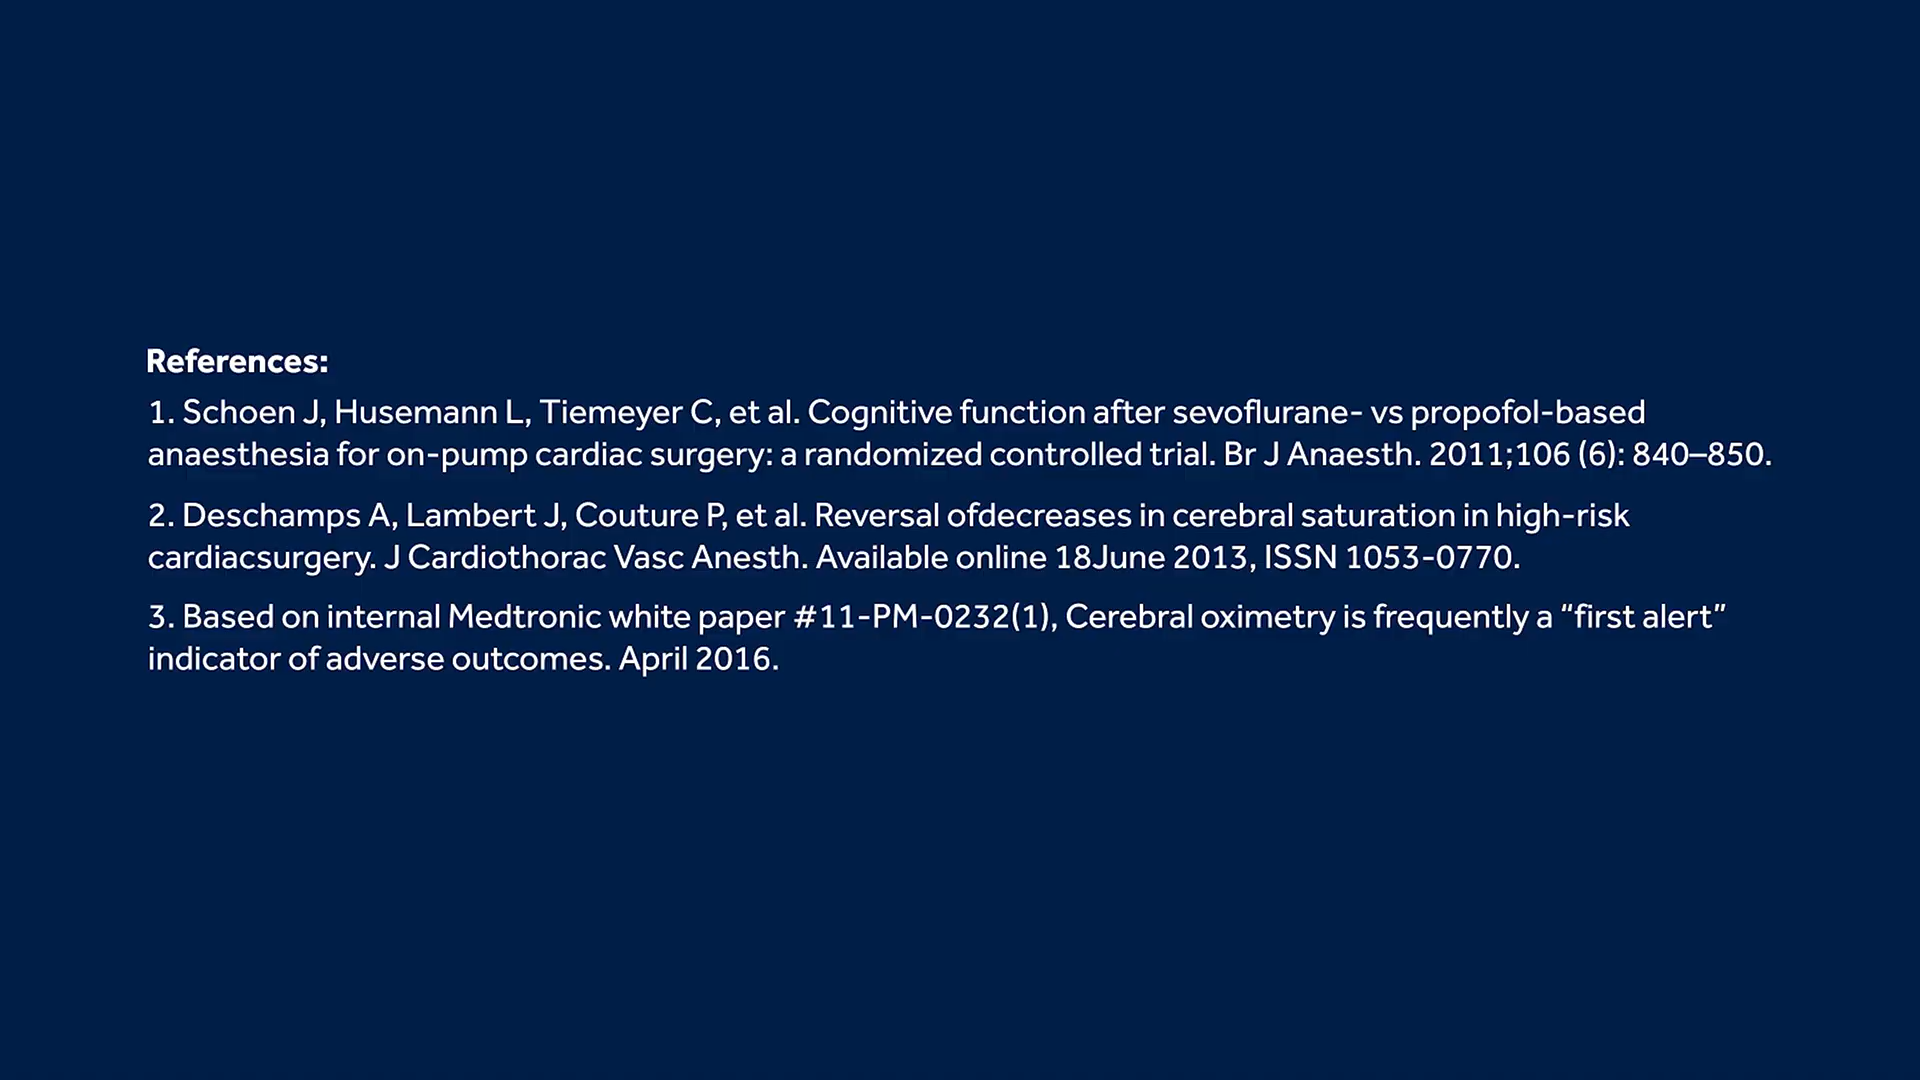 References:
1. Schoen J, Husemann L, Tiemeyer C, et al. Cognitive function after sevoflurane- vs propofol-based
anaesthesia for on-pump cardiac surgery: a randomized controlled trial. Br J Anaesth. 2011;106 (6): 840–850.
2. Deschamps A, Lambert J, Couture P, et al. Reversal ofdecreases in cerebral saturation in high-risk
cardiacsurgery. J Cardiothorac Vasc Anesth. Available online 18June 2013, ISSN 1053-0770.
3. Based on internal Medtronic white paper #11-PM-0232(1), Cerebral oximetry is frequently a “first alert”
indicator of adverse outcomes. April 2016.